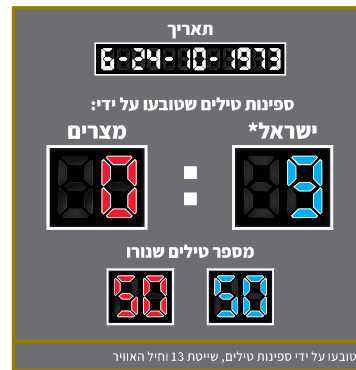 תאריך
6-24-10-1973
ספינות טילים שטובעו על ידי:
ישראל* מצרים
9 : 0
מספר טילים שנורו
50 50
טובעו על ידי ספינות טילים, שייטת 13 וחיל האוויר